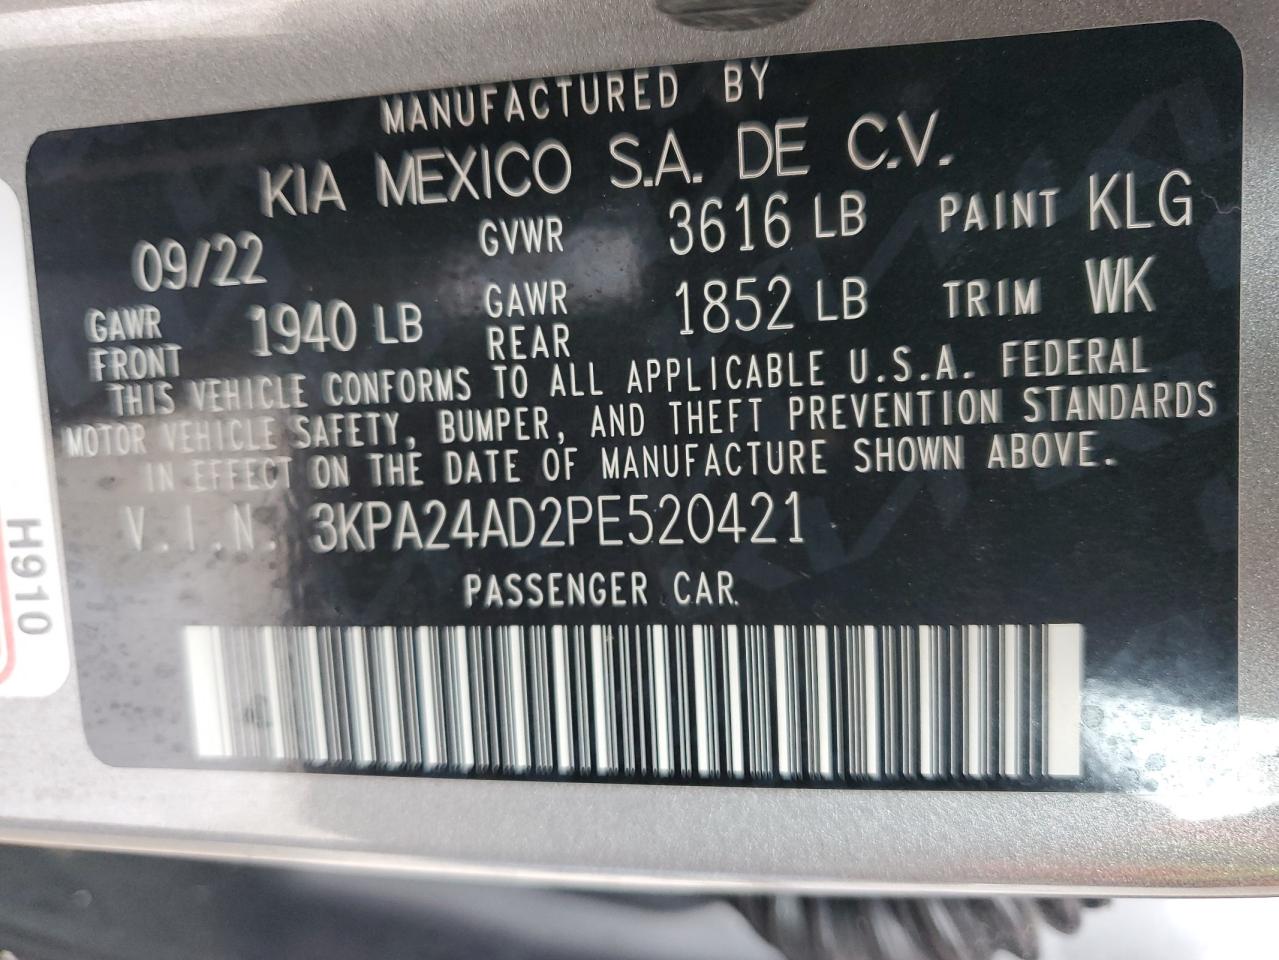 MANUFACTURED BY
KIA MEXICO S.A. DE C.V.
09/22 GVWR 3616 LB PAINT KLG
GAWR FRONT 1940 LB GAWR REAR 1852 LB TRIM WK
THIS VEHICLE CONFORMS TO ALL APPLICABLE U.S.A. FEDERAL
MOTOR VEHICLE SAFETY, BUMPER, AND THEFT PREVENTION STANDARDS
IN EFFECT ON THE DATE OF MANUFACTURE SHOWN ABOVE.
V.I.N. 3KPA24AD2PE520421
PASSENGER CAR
H910